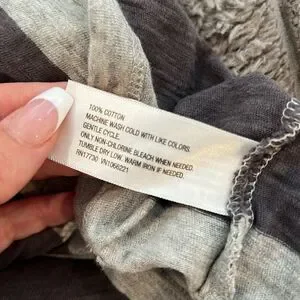 100% COTTON
MACHINE WASH COLD WITH LIKE COLORS.
GENTLE CYCLE.
ONLY NON-CHLORINE BLEACH WHEN NEEDED.
TUMBLE DRY LOW, WARM IRON IF NEEDED.
RN17730 VN1066221